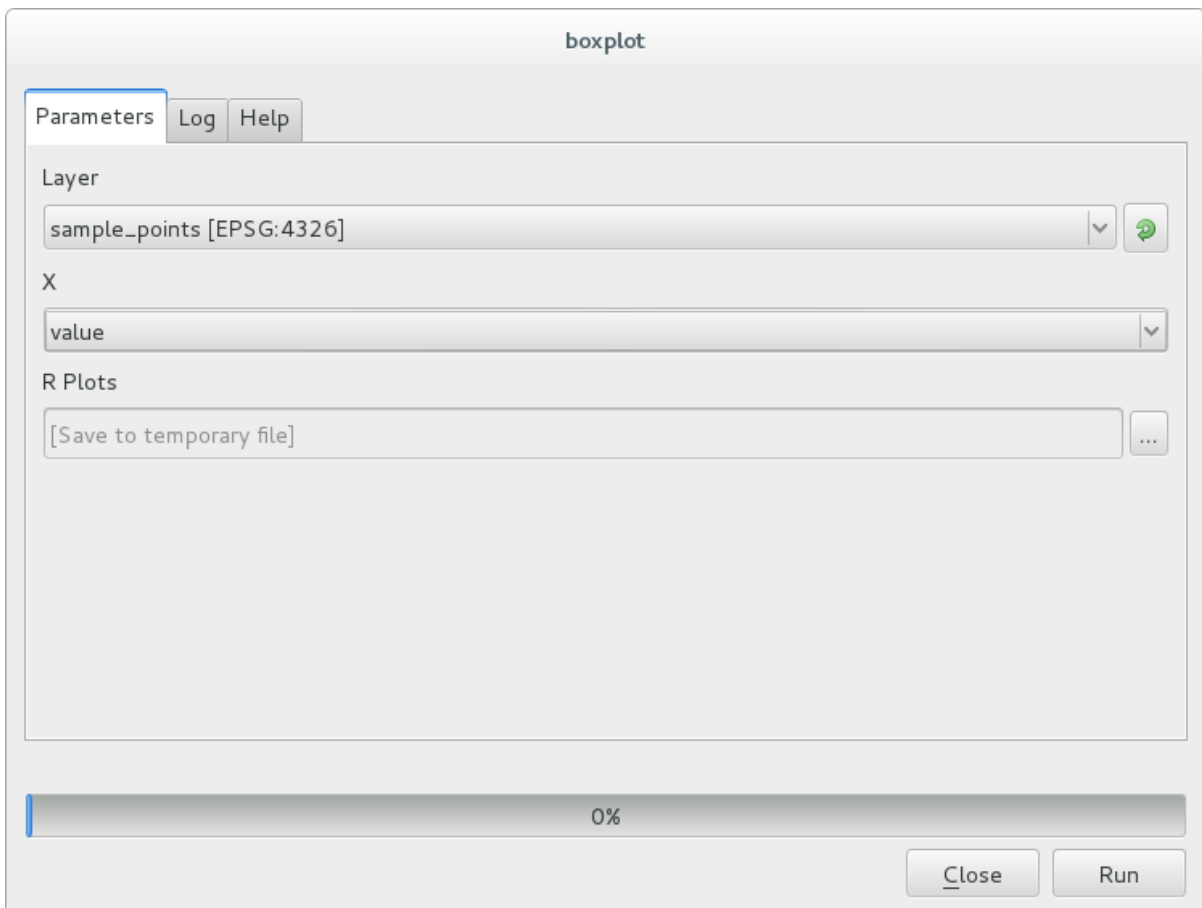 boxplot
Parameters Log Help
Layer
sample_points [EPSG:4326]
X
value
R Plots
[Save to temporary file] ...
0%
Close Run